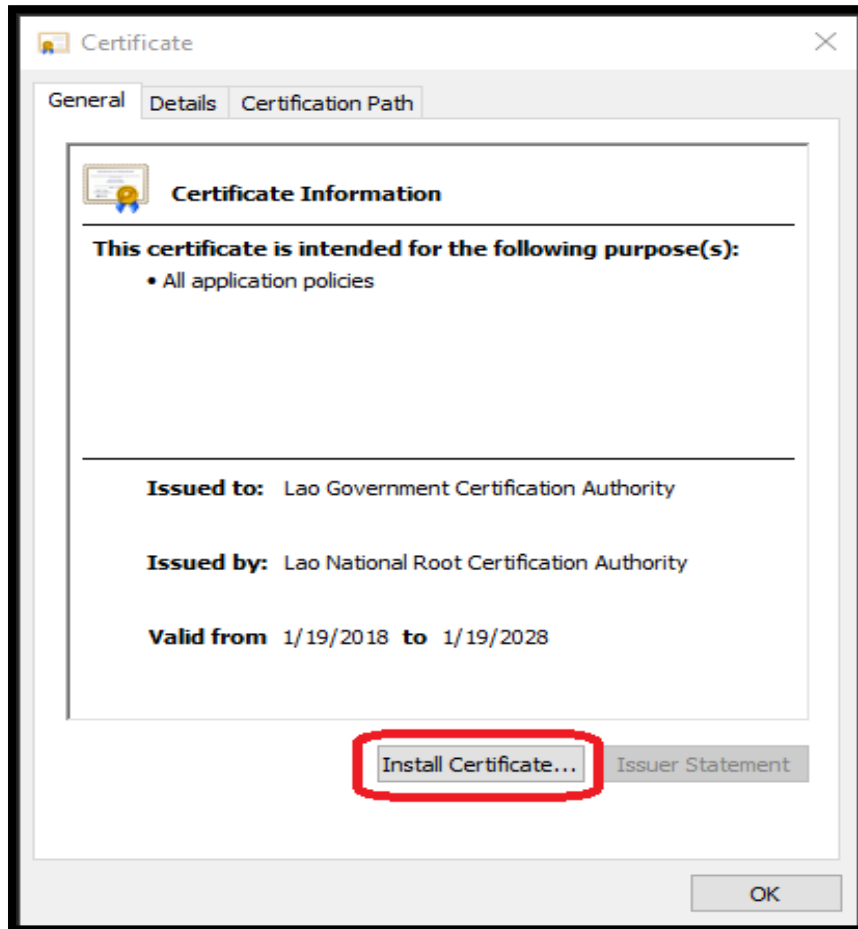 Certificate
General Details Certification Path
Certificate Information
This certificate is intended for the following purpose(s):
• All application policies
Issued to: Lao Government Certification Authority
Issued by: Lao National Root Certification Authority
Valid from 1/19/2018 to 1/19/2028
Install Certificate... Issuer Statement
OK